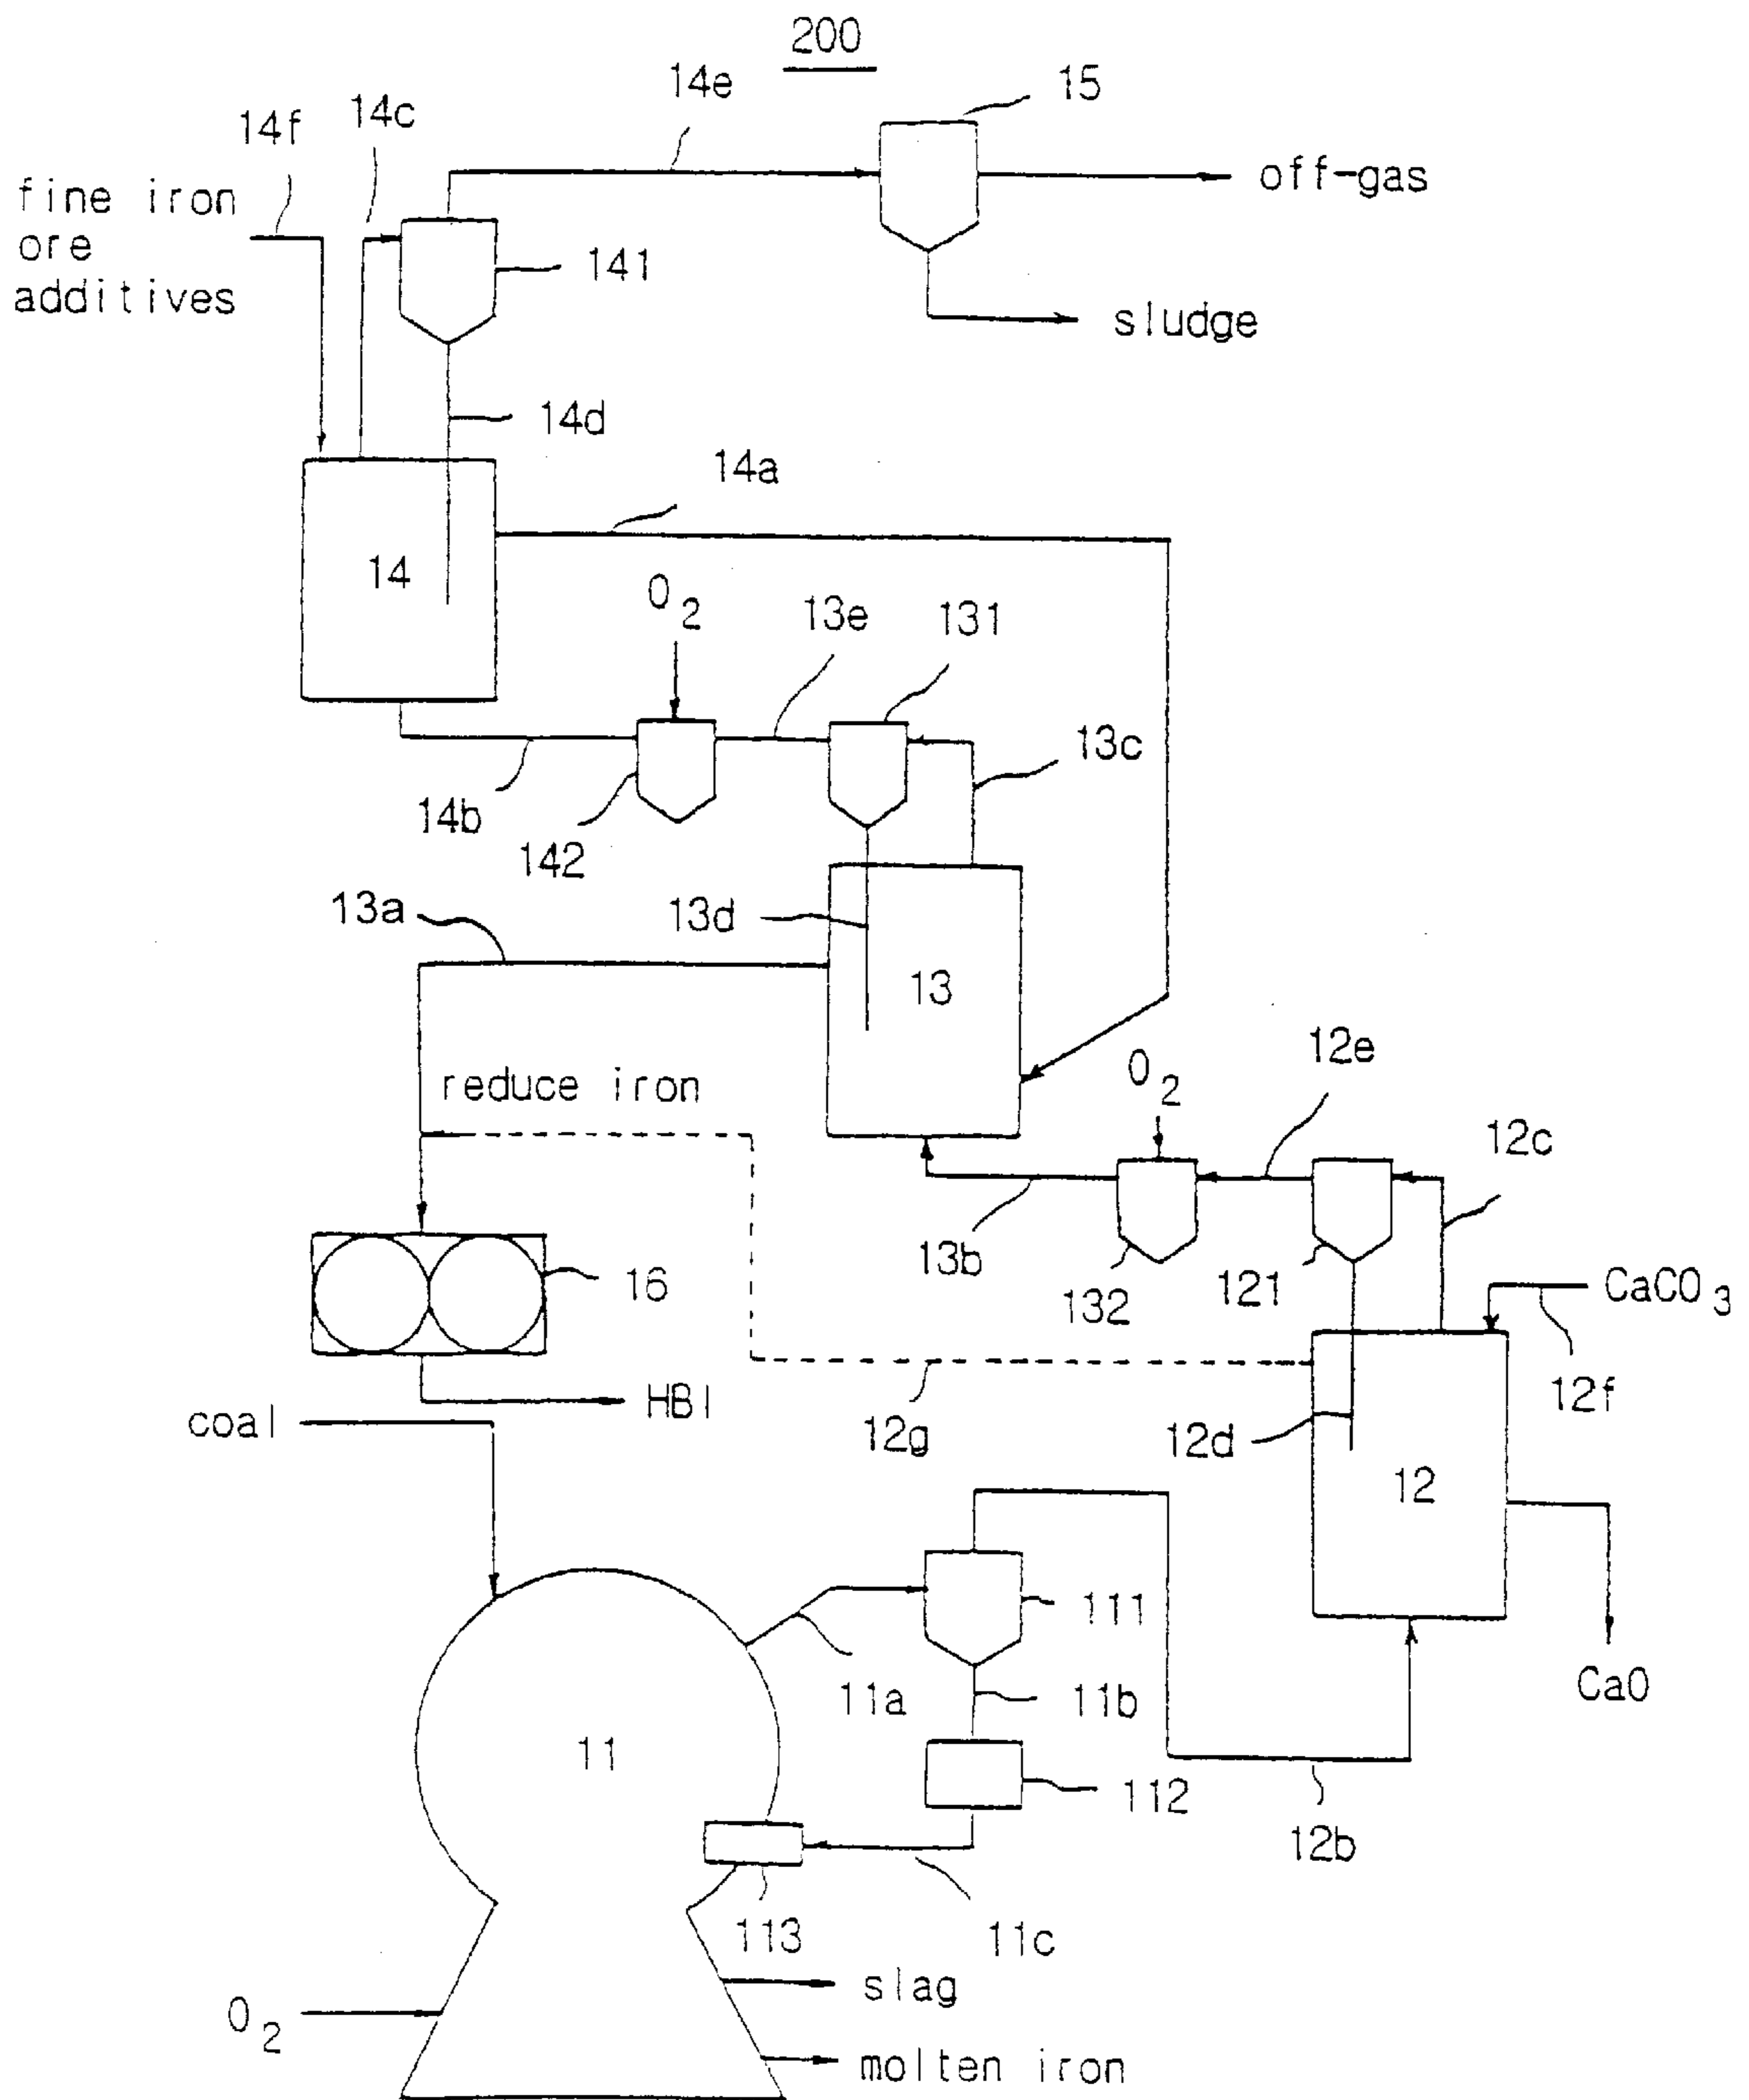 200
14e
15
14c
14f
off-gas
fine iron
ore
additives
141
sludge
14d
14a
14
O2
13e
131
13c
14b
142
13a
13d
13
12e
O2
reduce iron
12c
13b
132
121
16
CaCO3
12f
HBI
coal
12g
12d
12
111
11a
11b
CaO
11
112
12b
113
11c
slag
O2
molten iron